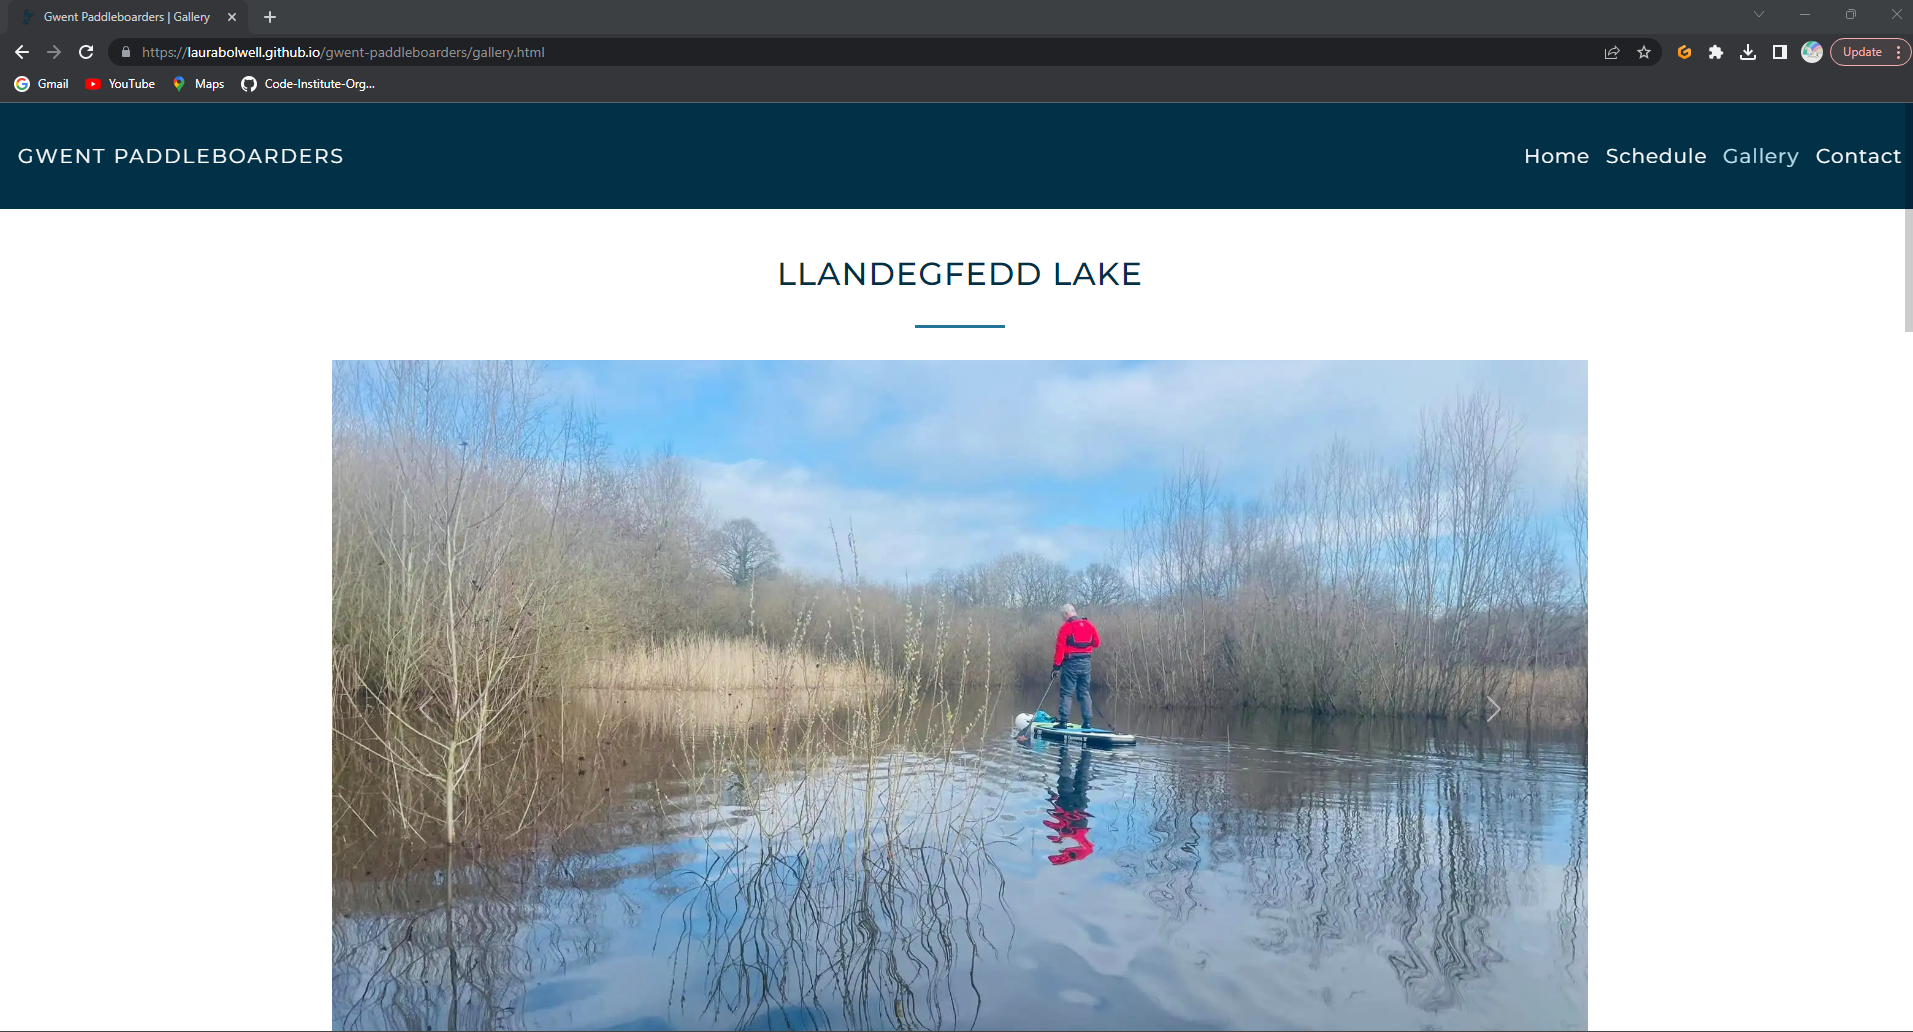 Gwent Paddleboarders | Gallery
https://laurabolwell.github.io/gwent-paddleboarders/gallery.html
Update
Gmail
YouTube
Maps
Code-Institute-Org...
GWENT PADDLEBOARDERS
Home Schedule Gallery Contact
LLANDEGFEDD LAKE